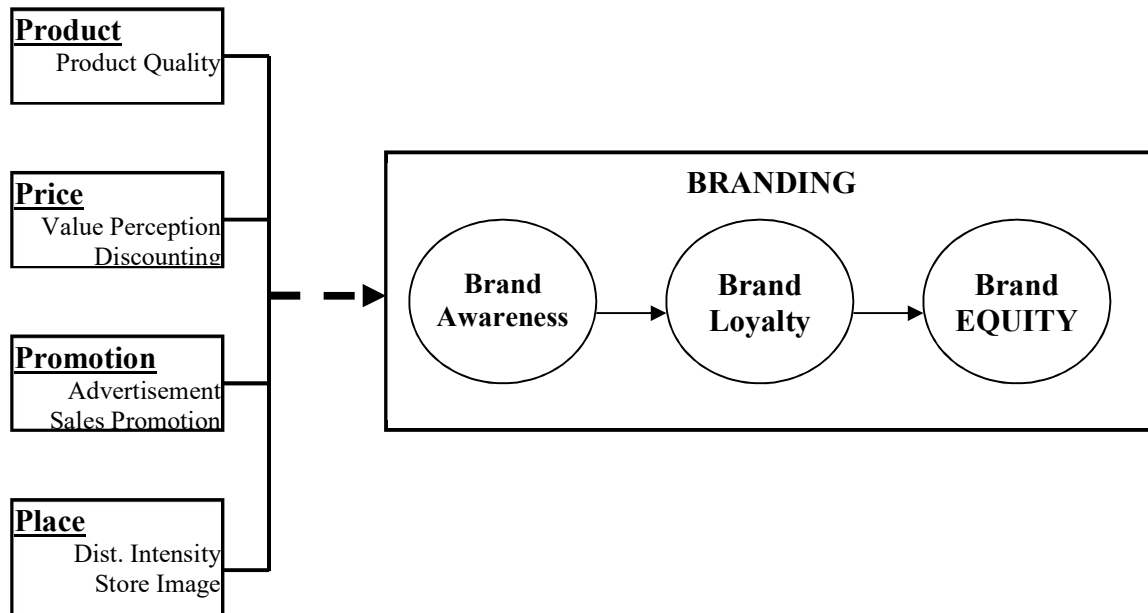 Product
Product Quality
Price
Value Perception
Discounting
Promotion
Advertisement
Sales Promotion
Place
Dist. Intensity
Store Image
BRANDING
Brand
Awareness
Brand
Loyalty
Brand
EQUITY